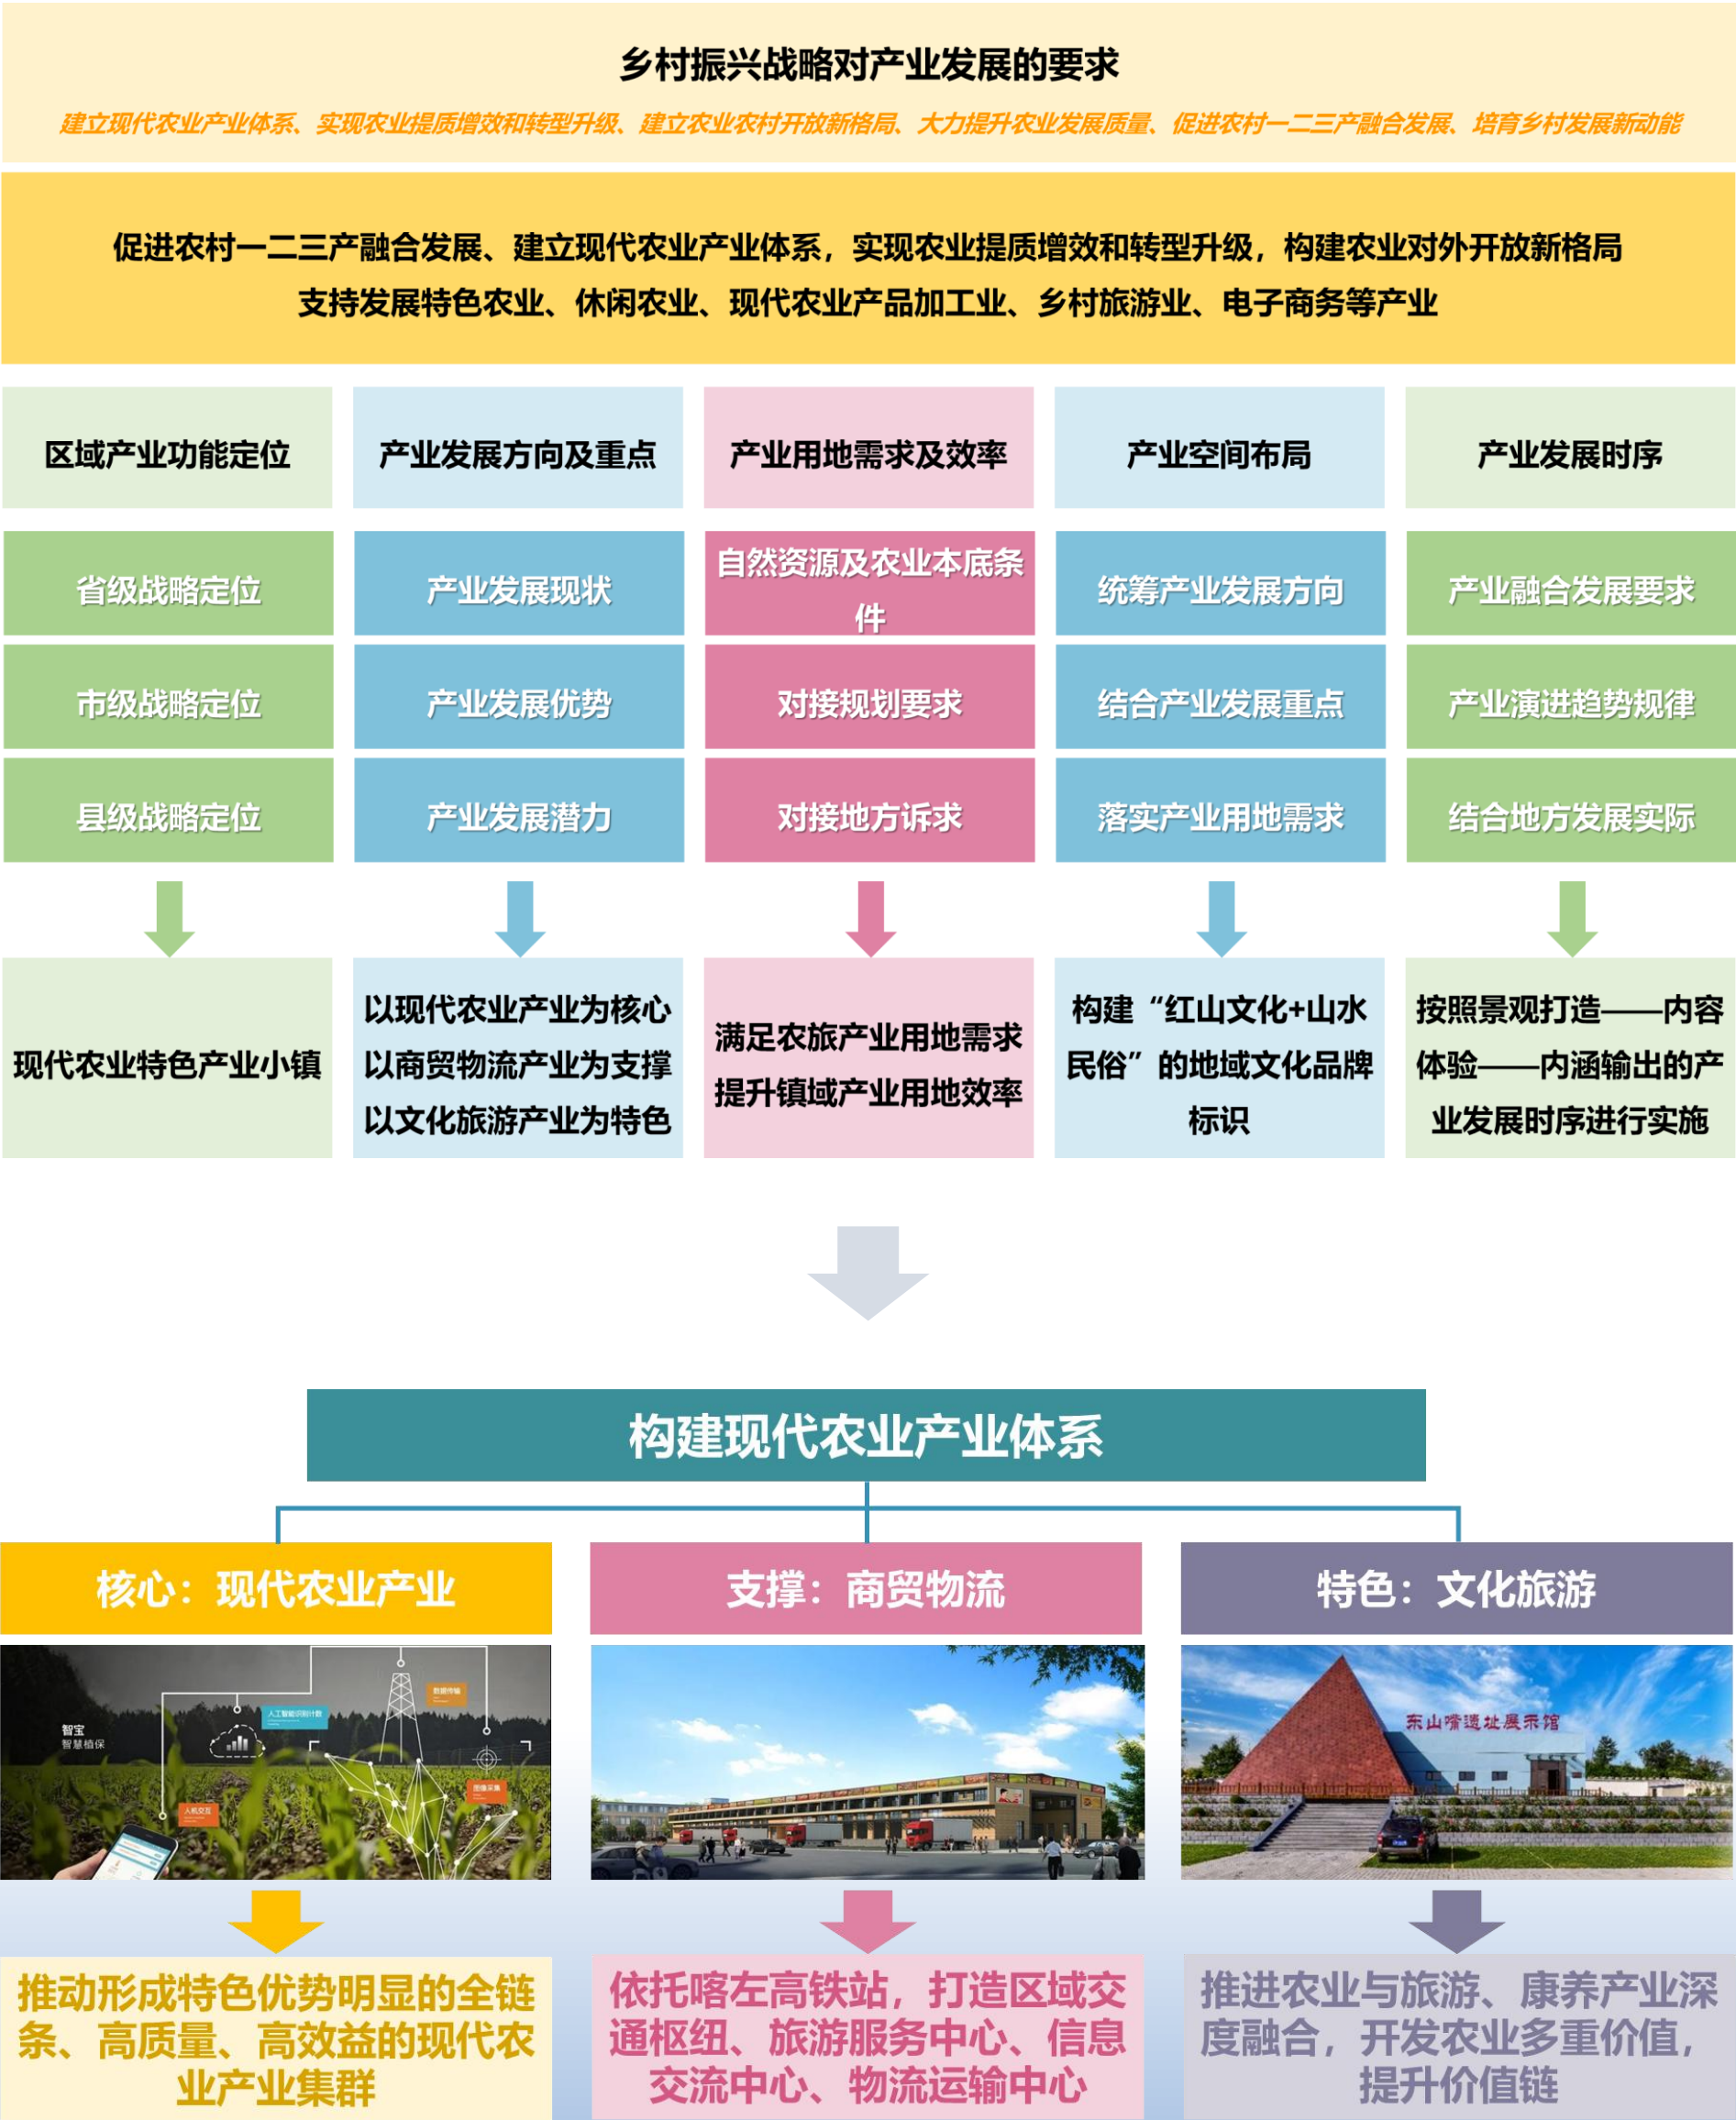 乡村振兴战略对产业发展的要求
建立现代农业产业体系、实现农业提质增效和转型升级、建立农业农村开放新格局、大力提升农业发展质量、促进农村一二三产融合发展、培育乡村发展新动能
促进农村一二三产融合发展、建立现代农业产业体系，实现农业提质增效和转型升级，构建农业对外开放新格局
支持发展特色农业、休闲农业、现代农业产品加工业、乡村旅游业、电子商务等产业
区域产业功能定位
产业发展方向及重点
产业用地需求及效率
产业空间布局
产业发展时序
省级战略定位
产业发展现状
自然资源及农业本底条
件
统筹产业发展方向
产业融合发展要求
市级战略定位
产业发展优势
对接规划要求
结合产业发展重点
产业演进趋势规律
县级战略定位
产业发展潜力
对接地方诉求
落实产业用地需求
结合地方发展实际
现代农业特色产业小镇
以现代农业产业为核心
以商贸物流产业为支撑
以文化旅游产业为特色
满足农旅产业用地需求
提升镇域产业用地效率
构建“红山文化+山水
民俗”的地域文化品牌
标识
按照景观打造——内容
体验——内涵输出的产
业发展时序进行实施
构建现代农业产业体系
核心：现代农业产业
支撑：商贸物流
特色：文化旅游
智宝
智慧植保
人工智能识别计数
数据传输
图像采集
人机交互
东山嘴遗址展示馆
推动形成特色优势明显的全链
条、高质量、高效益的现代农
业产业集群
依托喀左高铁站，打造区域交
通枢纽、旅游服务中心、信息
交流中心、物流运输中心
推进农业与旅游、康养产业深
度融合，开发农业多重价值，
提升价值链